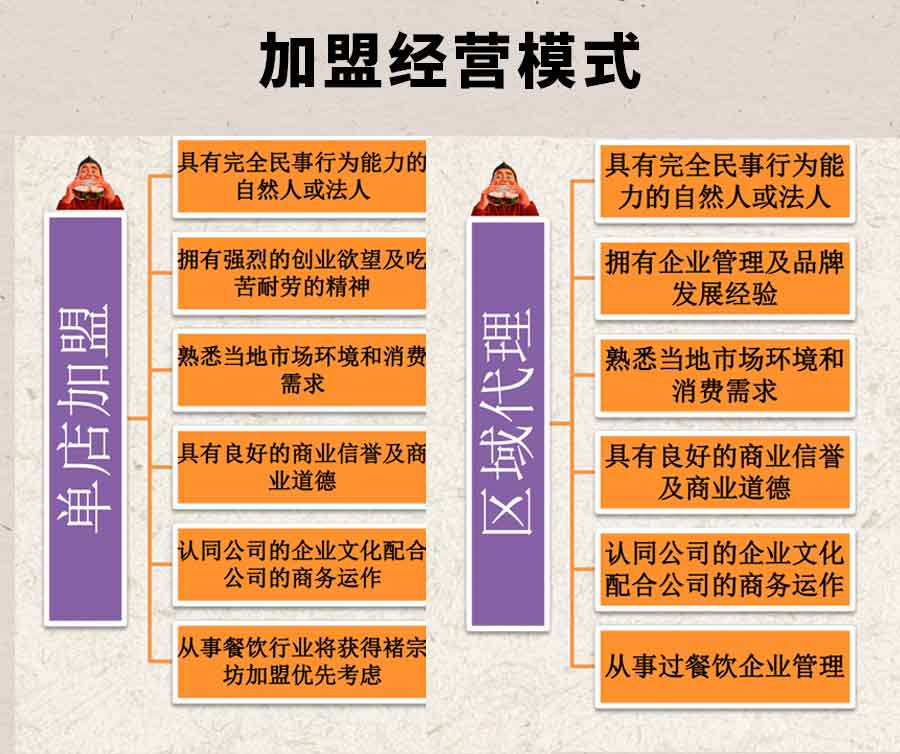 加盟经营模式
单店加盟
具有完全民事行为能力的
自然人或法人
拥有强烈的创业欲望及吃
苦耐劳的精神
熟悉当地市场环境和消费
需求
具有良好的商业信誉及商
业道德
认同公司的企业文化配合
公司的商务运作
从事餐饮行业将获得褚宗
坊加盟优先考虑
区域代理
具有完全民事行为能
力的自然人或法人
拥有企业管理及品牌
发展经验
熟悉当地市场环境和
消费需求
具有良好的商业信誉
及商业道德
认同公司的企业文化
配合公司的商务运作
从事过餐饮企业管理